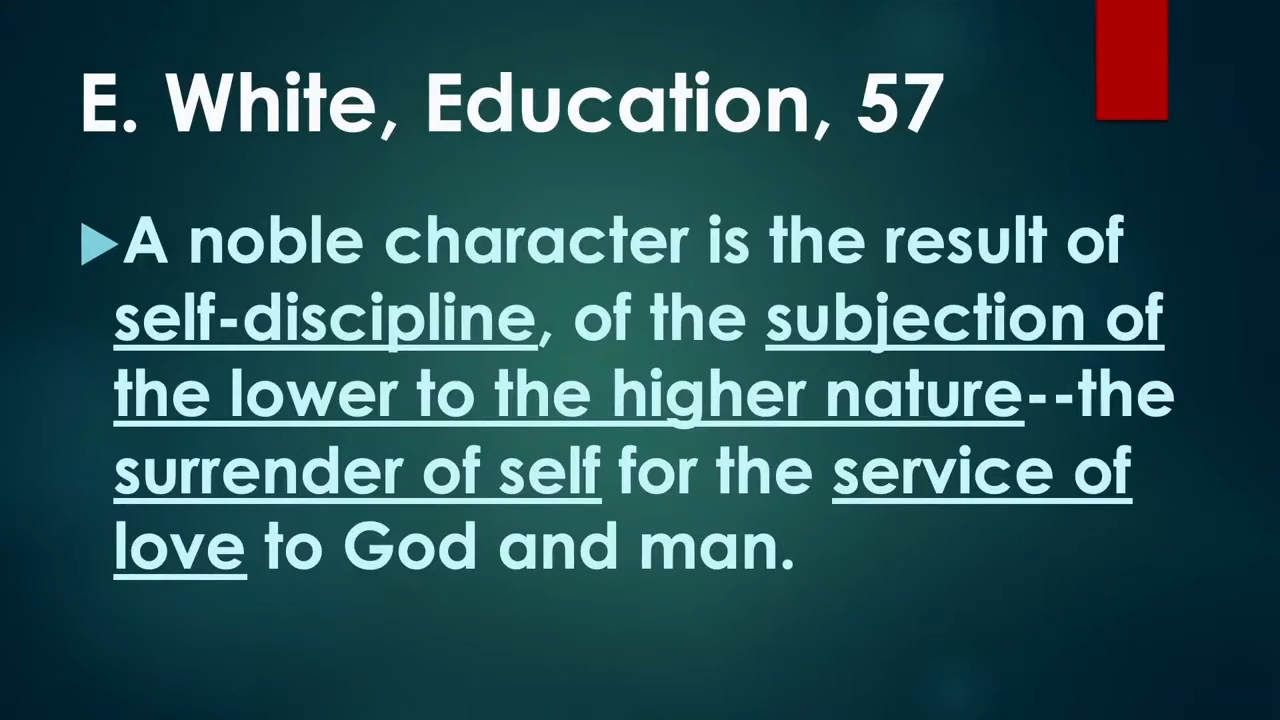 E. White, Education, 57
A noble character is the result of
self-discipline, of the subjection of
the lower to the higher nature--the
surrender of self for the service of
love to God and man.